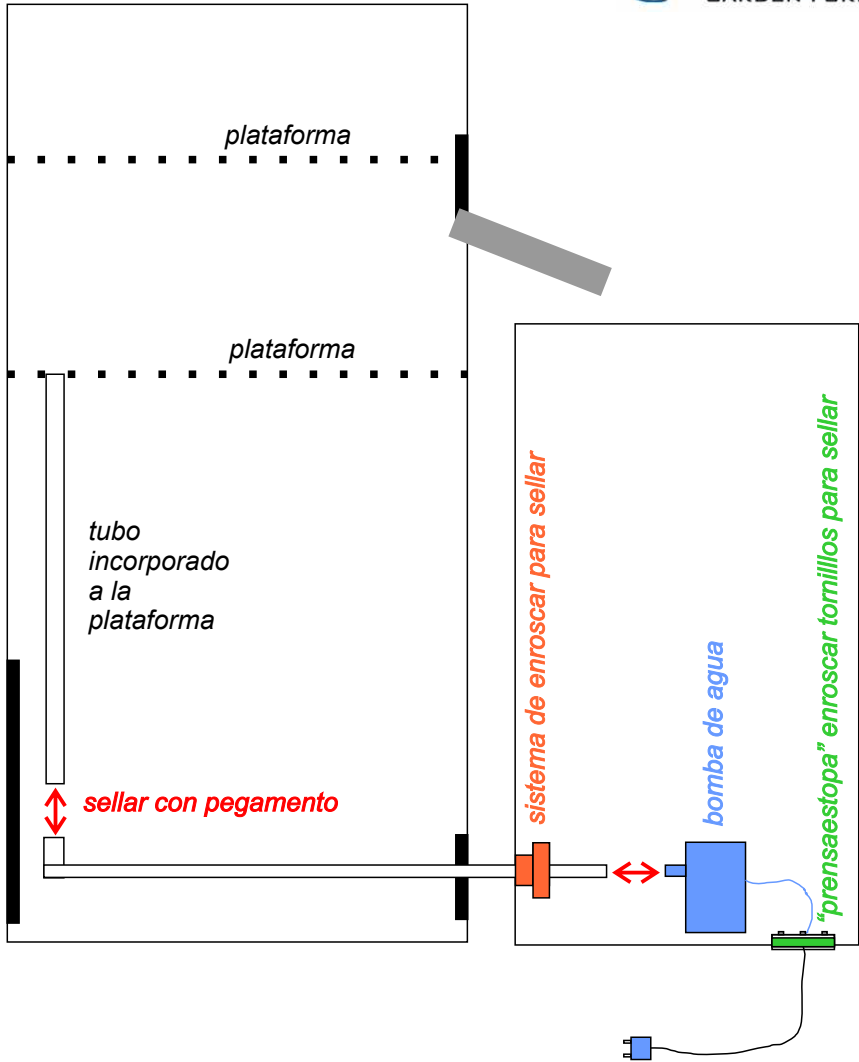 plataforma
plataforma
tubo
incorporado
a la
plataforma
sellar con pegamento
sistema de enroscar para sellar
bomba de agua
“prensaestopa” enroscar tornilllos para sellar